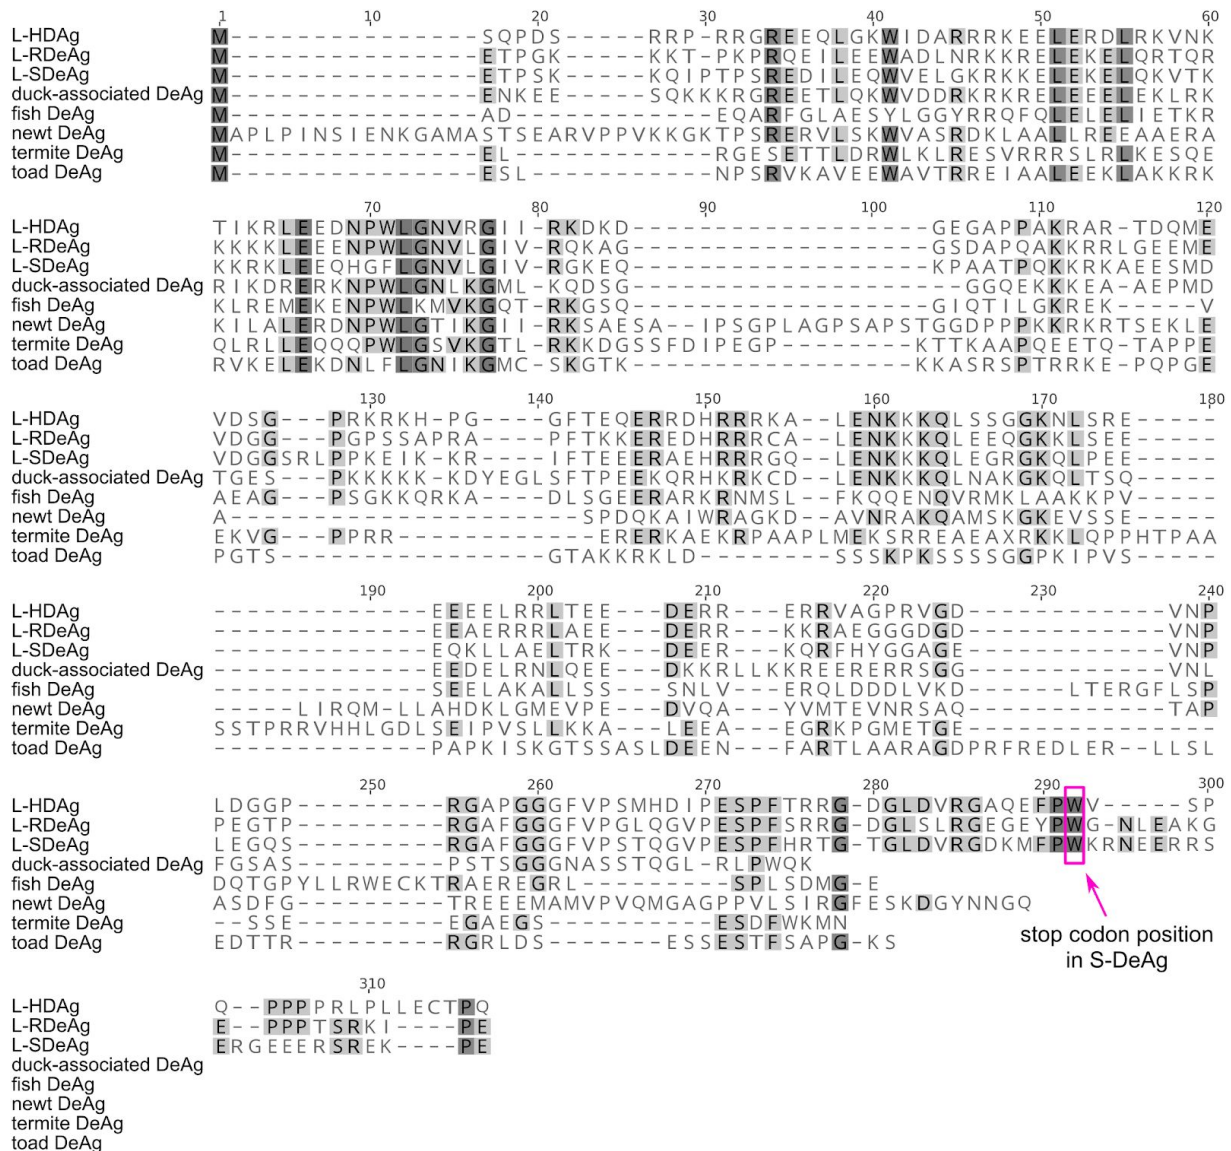 1 10 20 30 40 50 60
L-HDAg M---------------SQPDS-----RRP-RRGREEQLGKWIDARRRKEELERDLRKVNK
L-RDeAg M---------------ETPGK-----KKT-PKPRQEILEEWADLNRKKRELEKELQRTQR
L-SDeAg M---------------ETPSK-----KQIPTPSREDILEQWVELGKRKKELEEQLQKVTK
duck-associated DeAg M---------------ENKEE-----SQKKKRGREETLQKWVDDRKRKRELEEELEKLRK
fish DeAg M---------------AD------------EQARFGLAESYLGGYRRQFQLELELIETKR
newt DeAg MAPLPINSIENKGAMASTSEARVPPVKKGKTPSRERVLSKWVASRDKLAALLREEAAERA
termite DeAg M---------------EL-----------RGESETTLDRWLKLRESVRRRSLRLKESQE
toad DeAg M---------------ESL-----------NPSRVKAVEEWAVTRREIAALEEKLAKKRK
70 80 90 100 110 120
L-HDAg TIKRLEEDNPWLGNVRGII-RKDKD------------------GEGAPPAKRAR-TDQME
L-RDeAg KKKKLEEENPWLGNVLGIV-RQKAG------------------GSDAPQAKKRRLGEEME
L-SDeAg KKRKLEEQHGFLGNVLGIV-RGKEQ------------------KPAATPQKKRKAEESMD
duck-associated DeAg RIKDRERKNPWLGNLKGML-KQDSG--------------------GGQEKKKEA-AEPMD
fish DeAg KLREMEKENPWLKMVKGQT-RKGSQ------------------GIQTILGKREK-----V
newt DeAg KILALERDNPWLGTIKGII-RKSAESA--IPSGPLAGPSAPSTGGDPPPKKRKRTSEKLE
termite DeAg QLRLLEQQQPWLGSVKGTL-RKKDGSSFDIPEGP--------KTTKAAPQEETQ-TAPPE
toad DeAg RVKELEKDNLFLGNIKGMC-SKGTK------------------KKASRSPTRRKE-PQPGE
130 140 150 160 170 180
L-HDAg VDSG---PRKRKH-PG----GFTEQERRDHRRRKA--LENKKKQLSSGGKNLSRE-----
L-RDeAg VDGG---PGPSSAPRA----PFTKKEREDHRRRCA--LENKKKQLEEQGKKLSEE-----
L-SDeAg VDGGSRLPPKEIK-KR----IFTEEERAEHRRRGQ--LENKKKQLEGRGKQLPEE-----
duck-associated DeAg TGES---PKKKKK-KDYEGLSFTPEEKQRHKRKCD--LENKKKQLNAKGKQLTSQ-----
fish DeAg AEAG---PSGKKQRKA----DLSGEERARKRNMSL--FKQQENQVRMKLAAKKPV-----
newt DeAg A---------------------SPDQKAIWRAGKD--AVNRAKQAMSKGKEVSSE-----
termite DeAg EKVG---PPRR------------ERERKAEKRPAAPLMEKSRREAEAXRKKLQPPHTPAA
toad DeAg PGTS----------------GTAKKRKLD--------SSSKPKSSSSGGPKIPVS-----
190 200 210 220 230 240
L-HDAg -------------EEEELRRLTEE---DERR---ERRVAGPRVGD------------VNP
L-RDeAg -------------EEAERRRLAEE---DERR---KKRAEGGGDGD------------VNP
L-SDeAg -------------EQKLLAELTRK---DEER---KQRFHYGGAGE------------VNP
duck-associated DeAg -------------EEDELRNLQEE---DKKRLLKKREERERRSGG------------VNL
fish DeAg -------------SEELAKALLSS---SNLV---ERQLDDDLVKD------LTERGFLSP
newt DeAg -----LIRQM-LLAHDKLGMEVPE---DVQA---YVMTEVNRSAQ------------TAP
termite DeAg SSTPRRVHHLGDLSEIPVSLLKKA---LEEA---EGRKPGMETGE---------------
toad DeAg -------------PAPKISKGTSSASLDEEN---FARTLAARAGDPRFREDLER--LLSL
250 260 270 280 290 300
L-HDAg LDGGP---------RGAPGGGFVPSMHDIPESPFTRRG-DGLDVRGAQEFPWV-----SP
L-RDeAg PEGTP---------RGAFGGGFVPGLQGVPESPFSRRG-DGLSLRGEGEYPWG-NLEAKG
L-SDeAg LEGQS---------RGAFGGGFVPSTQGVPESPFHRTG-TGLDVRGDKMFPWKRNEERRS
duck-associated DeAg FGSAS---------PSTSGGGNASSTQGL-RLPWQK
fish DeAg DQTGPYLLRWECKTRAEREGRL---------SPLSDMG-E
newt DeAg ASDFG---------TREEEMAMVPVQMGAGPPVLSIRGFESKDGYNNGQ
termite DeAg --SSE---------EGAEGS----------ESDFWKMN
toad DeAg EDTTR---------RGRLDS-------ESSESTFSAPG-KS
stop codon position
in S-DeAg
310
L-HDAg Q--PPPPRLPLLECTPQ
L-RDeAg E--PPPTSRKI----PE
L-SDeAg ERGEEERSREK----PE
duck-associated DeAg
fish DeAg
newt DeAg
termite DeAg
toad DeAg